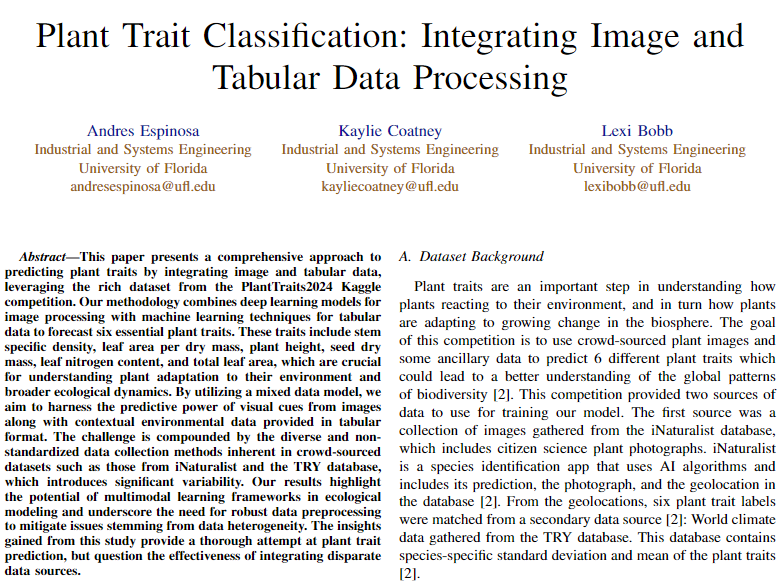 Plant Trait Classification: Integrating Image and
Tabular Data Processing
Andres Espinosa
Industrial and Systems Engineering
University of Florida
andresespinosa@ufl.edu
Kaylie Coatney
Industrial and Systems Engineering
University of Florida
kayliecoatney@ufl.edu
Lexi Bobb
Industrial and Systems Engineering
University of Florida
lexibobb@ufl.edu
Abstract—This paper presents a comprehensive approach to
predicting plant traits by integrating image and tabular data,
leveraging the rich dataset from the PlantTraits2024 Kaggle
competition. Our methodology combines deep learning models for
image processing with machine learning techniques for tabular
data to forecast six essential plant traits. These traits include stem
specific density, leaf area per dry mass, plant height, seed dry
mass, leaf nitrogen content, and total leaf area, which are crucial
for understanding plant adaptation to their environment and
broader ecological dynamics. By utilizing a mixed data model, we
aim to harness the predictive power of visual cues from images
along with contextual environmental data provided in tabular
format. The challenge is compounded by the diverse and non-
standardized data collection methods inherent in crowd-sourced
datasets such as those from iNaturalist and the TRY database,
which introduces significant variability. Our results highlight
the potential of multimodal learning frameworks in ecological
modeling and underscore the need for robust data preprocessing
to mitigate issues stemming from data heterogeneity. The insights
gained from this study provide a thorough attempt at plant trait
prediction, but question the effectiveness of integrating disparate
data sources.
A. Dataset Background
Plant traits are an important step in understanding how
plants reacting to their environment, and in turn how plants
are adapting to growing change in the biosphere. The goal
of this competition is to use crowd-sourced plant images and
some ancillary data to predict 6 different plant traits which
could lead to a better understanding of the global patterns
of biodiversity [2]. This competition provided two sources of
data to use for training our model. The first source was a
collection of images gathered from the iNaturalist database,
which includes citizen science plant photographs. iNaturalist
is a species identification app that uses AI algorithms and
includes its prediction, the photograph, and the geolocation in
the database [2]. From the geolocations, six plant trait labels
were matched from a secondary data source [2]: World climate
data gathered from the TRY database. This database contains
species-specific standard deviation and mean of the plant traits
[2].